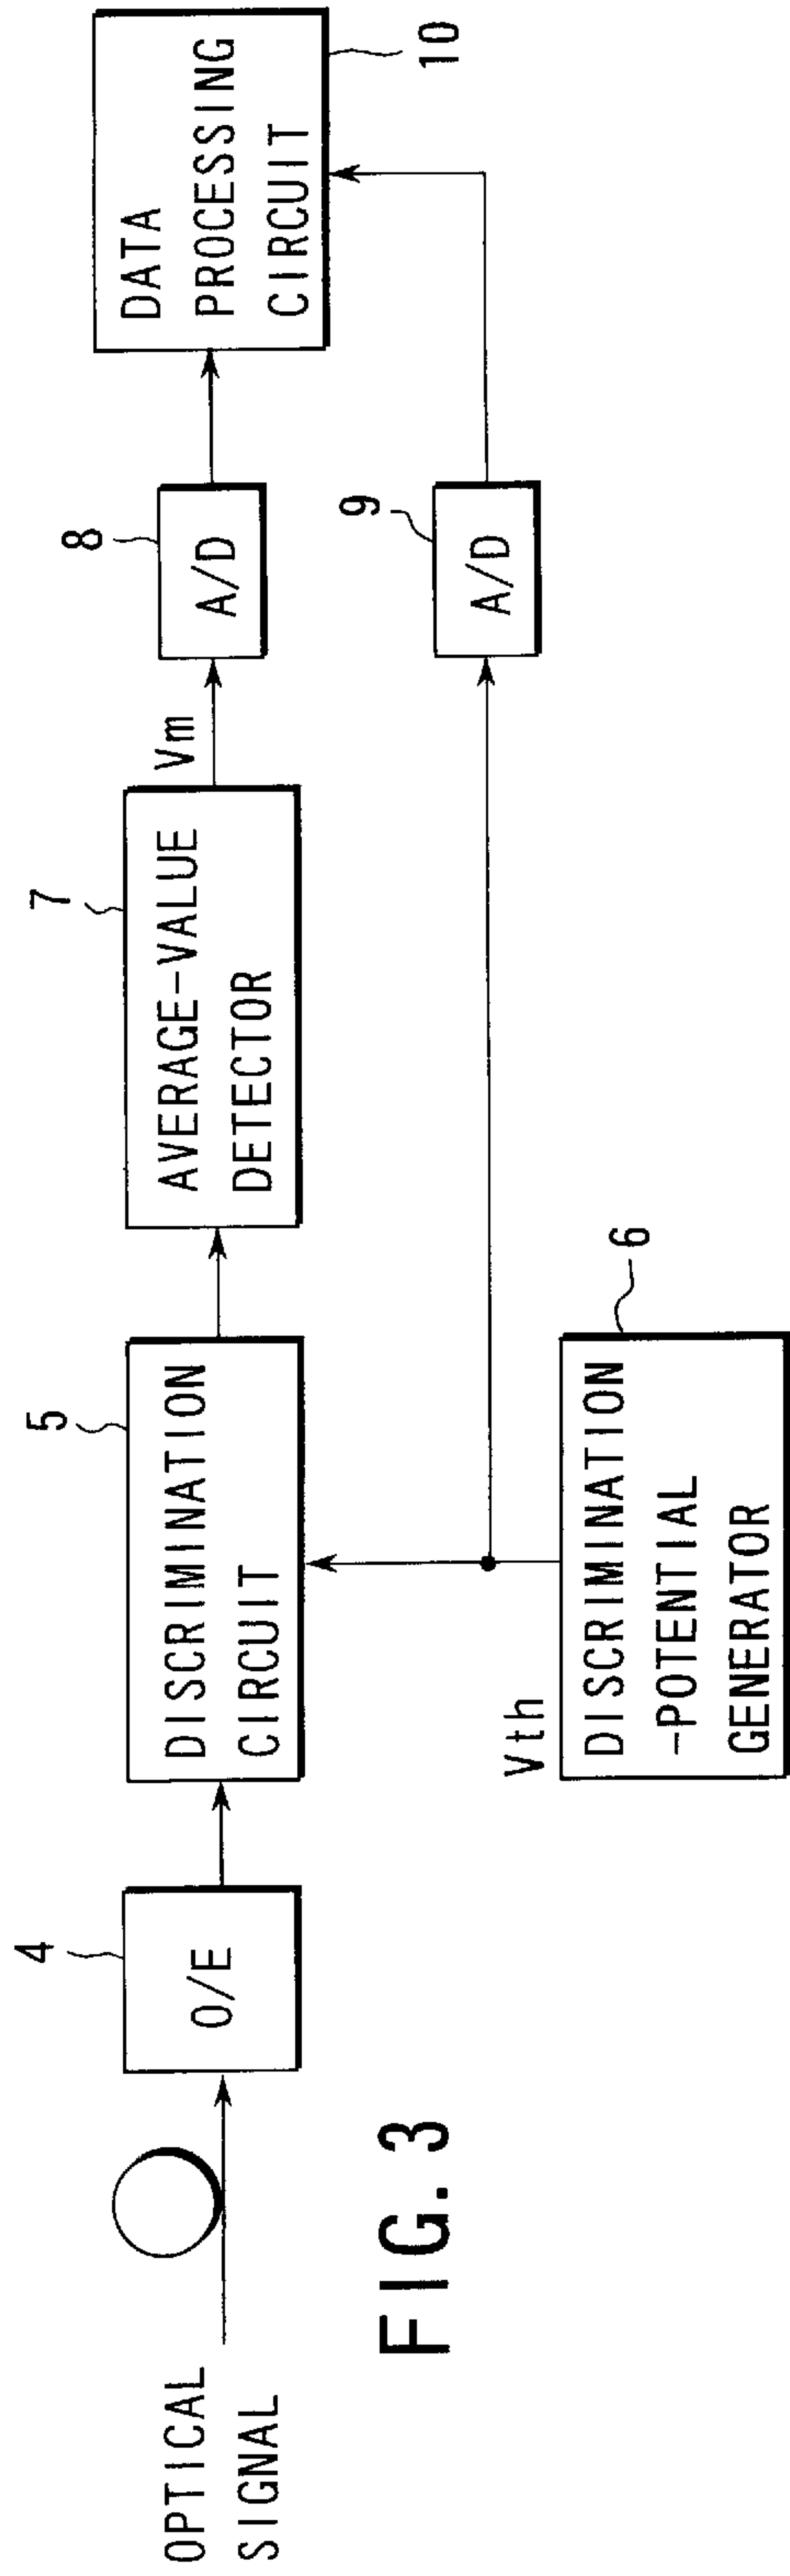 OPTICAL
SIGNAL
4
O/E
5
DISCRIMINATION
CIRCUIT
Vth
6
DISCRIMINATION
-POTENTIAL
GENERATOR
7
AVERAGE-VALUE
DETECTOR
Vm
8
A/D
9
A/D
DATA
PROCESSING
CIRCUIT
10
FIG. 3